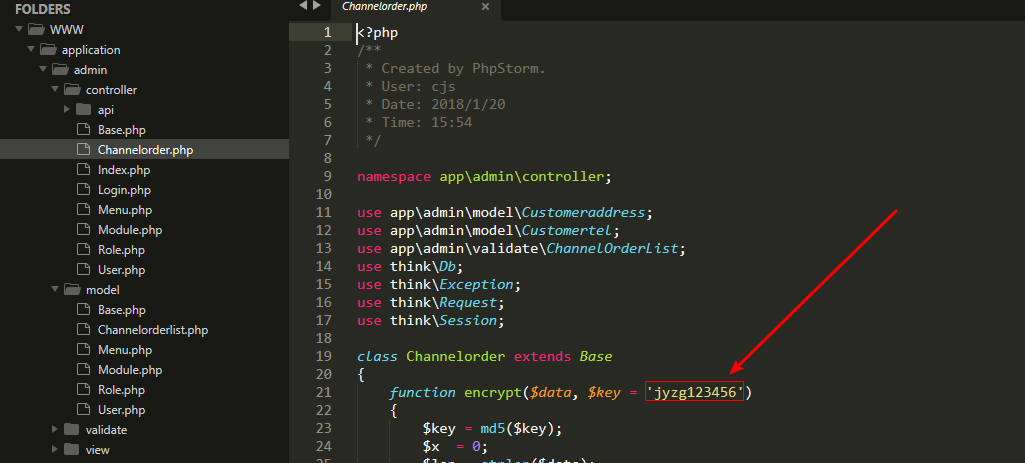 FOLDERS
WWW
application
admin
controller
api
Base.php
Channelorder.php
Index.php
Login.php
Menu.php
Module.php
Role.php
User.php
model
Base.php
Channelorderlist.php
Menu.php
Module.php
Role.php
User.php
validate
view
Channelorder.php ×
1 <?php
2 /**
3 * Created by PhpStorm.
4 * User: cjs
5 * Date: 2018/1/20
6 * Time: 15:54
7 */
8
9 namespace app\admin\controller;
10
11 use app\admin\model\Customeraddress;
12 use app\admin\model\Customertel;
13 use app\admin\validate\ChannelOrderList;
14 use think\Db;
15 use think\Exception;
16 use think\Request;
17 use think\Session;
18
19 class Channelorder extends Base
20 {
21 function encrypt($data, $key = 'jyzg123456')
22 {
23 $key = md5($key);
24 $x = 0;
25 $len = strlen($data);